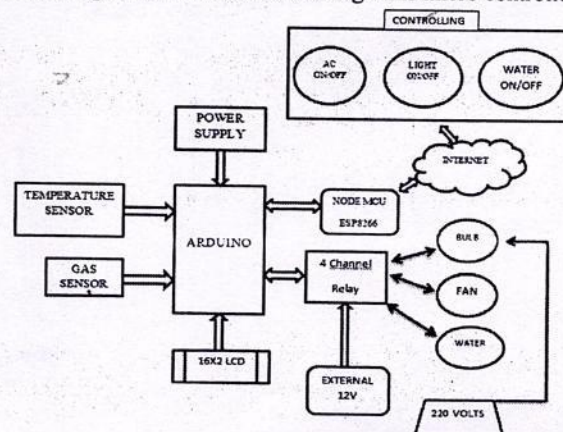 CONTROLLING
AC
ON/OFF
LIGHT
ON/OFF
WATER
ON/OFF
POWER
SUPPLY
INTERNET
TEMPERATURE
SENSOR
NODE MCU
ESP8266
ARDUINO
BULB
GAS
SENSOR
4 Channel
Relay
FAN
WATER
16X2 LCD
EXTERNAL
12V
220 VOLTS